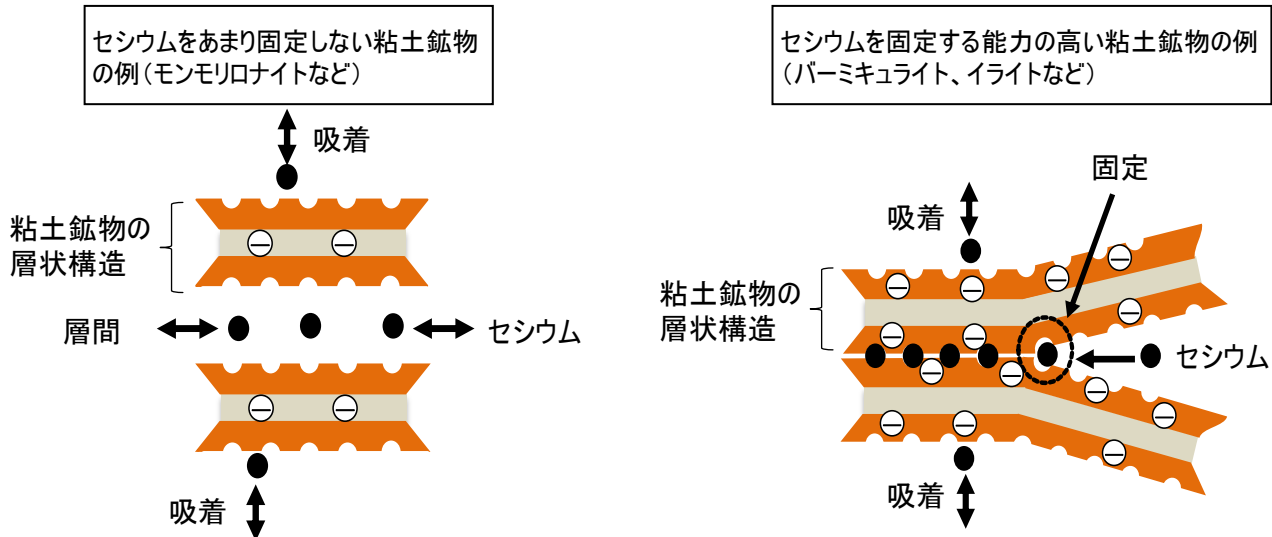 セシウムをあまり固定しない粘土鉱物
の例(モンモリロナイトなど)
吸着
粘土鉱物の
層状構造
層間
セシウム
吸着
セシウムを固定する能力の高い粘土鉱物の例
(バーミキュライト、イライトなど)
固定
吸着
粘土鉱物の
層状構造
セシウム
吸着